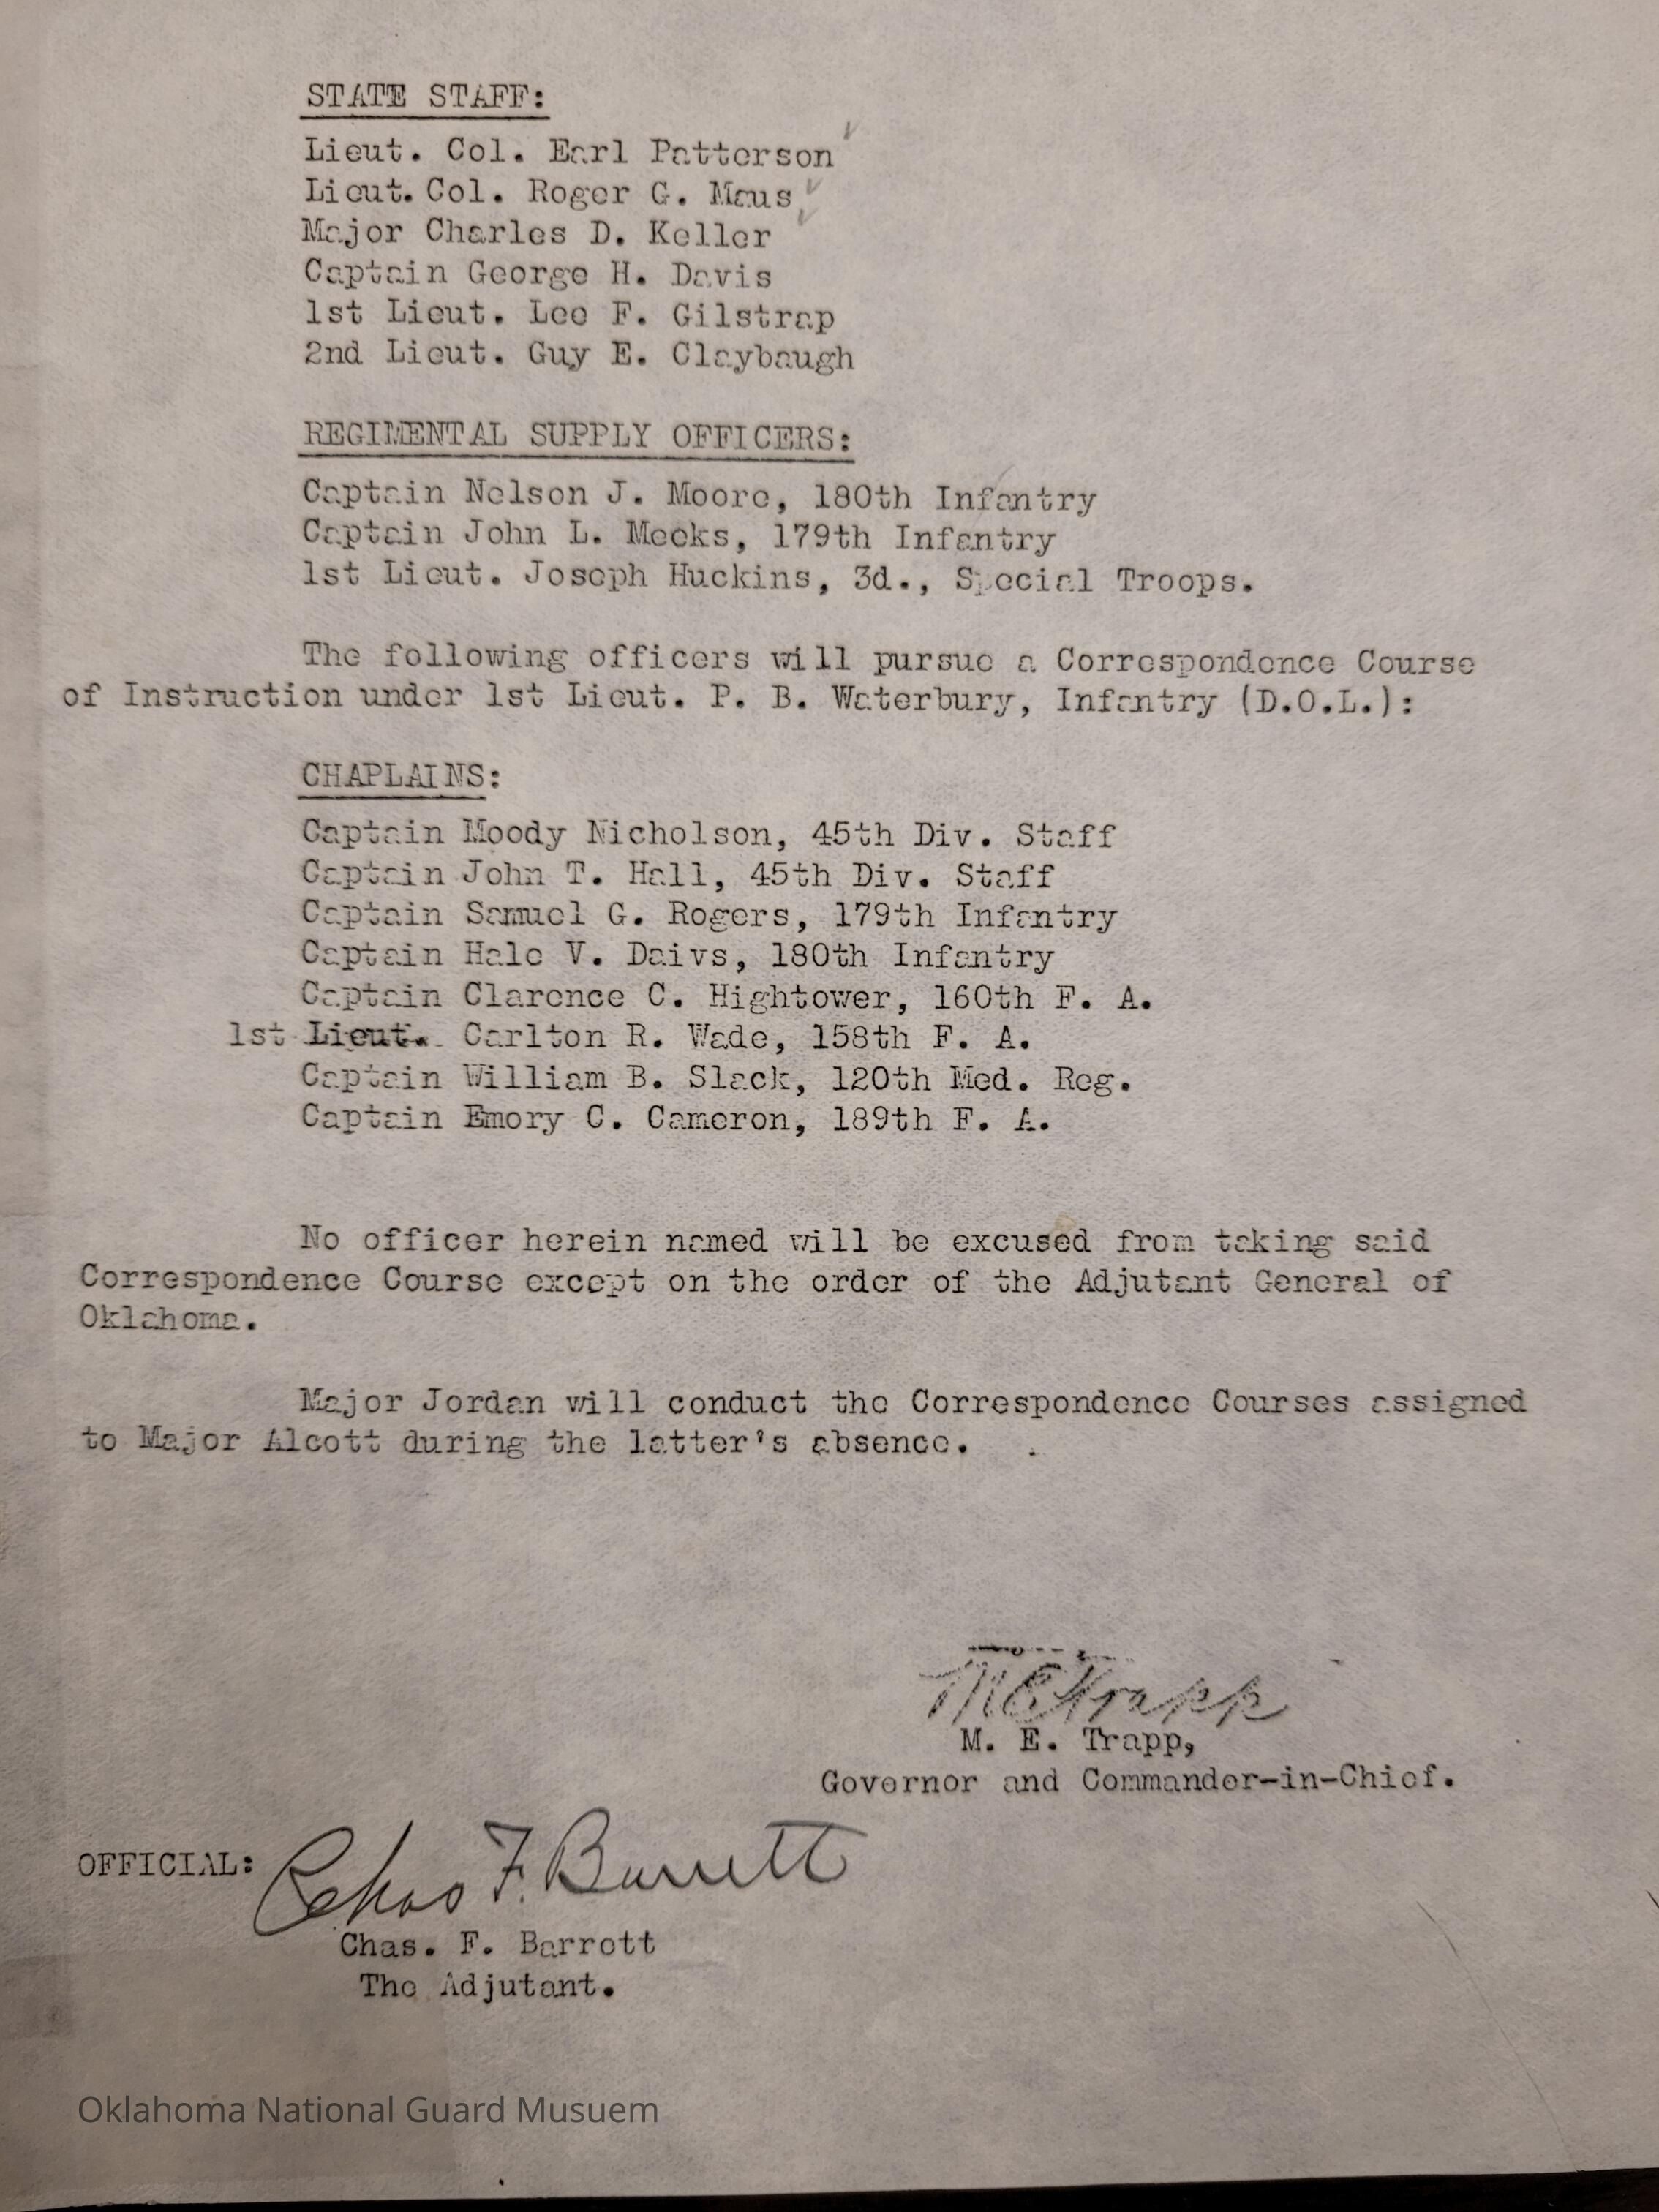 STATE STAFF:
Lieut. Col. Earl Patterson
Lieut. Col. Roger G. Maus
Major Charles D. Keller
Captain George H. Davis
1st Lieut. Leo F. Gilstrap
2nd Lieut. Guy E. Claybaugh
REGIMENTAL SUPPLY OFFICERS:
Captain Nelson J. Moore, 180th Infantry
Captain John L. Meeks, 179th Infantry
1st Lieut. Joseph Huckins, 3d., Special Troops.
The following officers will pursue a Correspondence Course
of Instruction under 1st Lieut. P. B. Waterbury, Infantry (D.O.L.):
CHAPLAINS:
Captain Moody Nicholson, 45th Div. Staff
Captain John T. Hall, 45th Div. Staff
Captain Samuel G. Rogers, 179th Infantry
Captain Hale V. Daivs, 180th Infantry
Captain Clarence C. Hightower, 160th F. A.
1st Lieut. Carlton R. Wade, 158th F. A.
Captain William B. Slack, 120th Med. Reg.
Captain Emory C. Cameron, 189th F. A.
No officer herein named will be excused from taking said
Correspondence Course except on the order of the Adjutant General of
Oklahoma.
Major Jordan will conduct the Correspondence Courses assigned
to Major Alcott during the latter's absence.
M E Trapp
M. E. Trapp,
Governor and Commander-in-Chief.
OFFICIAL: Chas F. Barrett
Chas. F. Barrett
The Adjutant.
Oklahoma National Guard Musuem